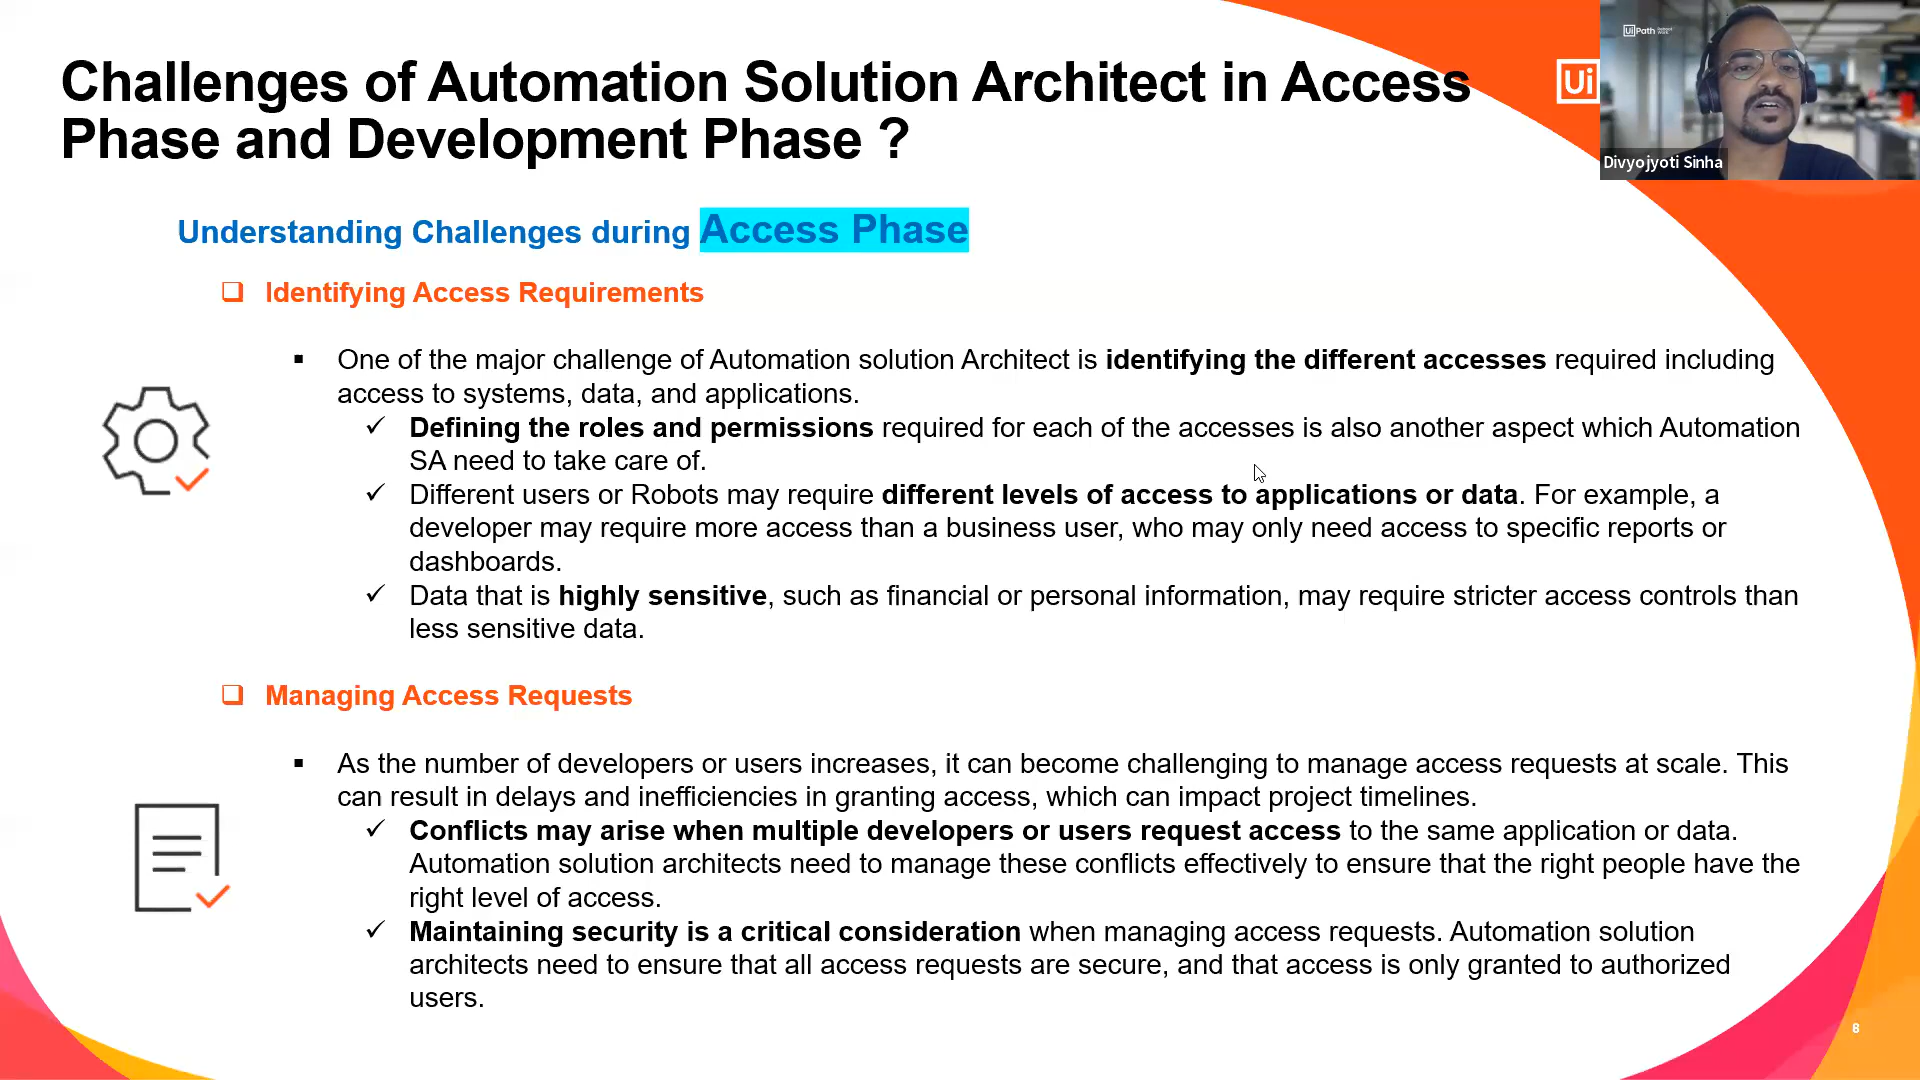 Challenges of Automation Solution Architect in Access
Phase and Development Phase ?
Ui
UiPath
Divyojyoti Sinha
Understanding Challenges during Access Phase
Identifying Access Requirements
One of the major challenge of Automation solution Architect is identifying the different accesses required including
access to systems, data, and applications.
Defining the roles and permissions required for each of the accesses is also another aspect which Automation
SA need to take care of.
Different users or Robots may require different levels of access to applications or data. For example, a
developer may require more access than a business user, who may only need access to specific reports or
dashboards.
Data that is highly sensitive, such as financial or personal information, may require stricter access controls than
less sensitive data.
Managing Access Requests
As the number of developers or users increases, it can become challenging to manage access requests at scale. This
can result in delays and inefficiencies in granting access, which can impact project timelines.
Conflicts may arise when multiple developers or users request access to the same application or data.
Automation solution architects need to manage these conflicts effectively to ensure that the right people have the
right level of access.
Maintaining security is a critical consideration when managing access requests. Automation solution
architects need to ensure that all access requests are secure, and that access is only granted to authorized
users.
8